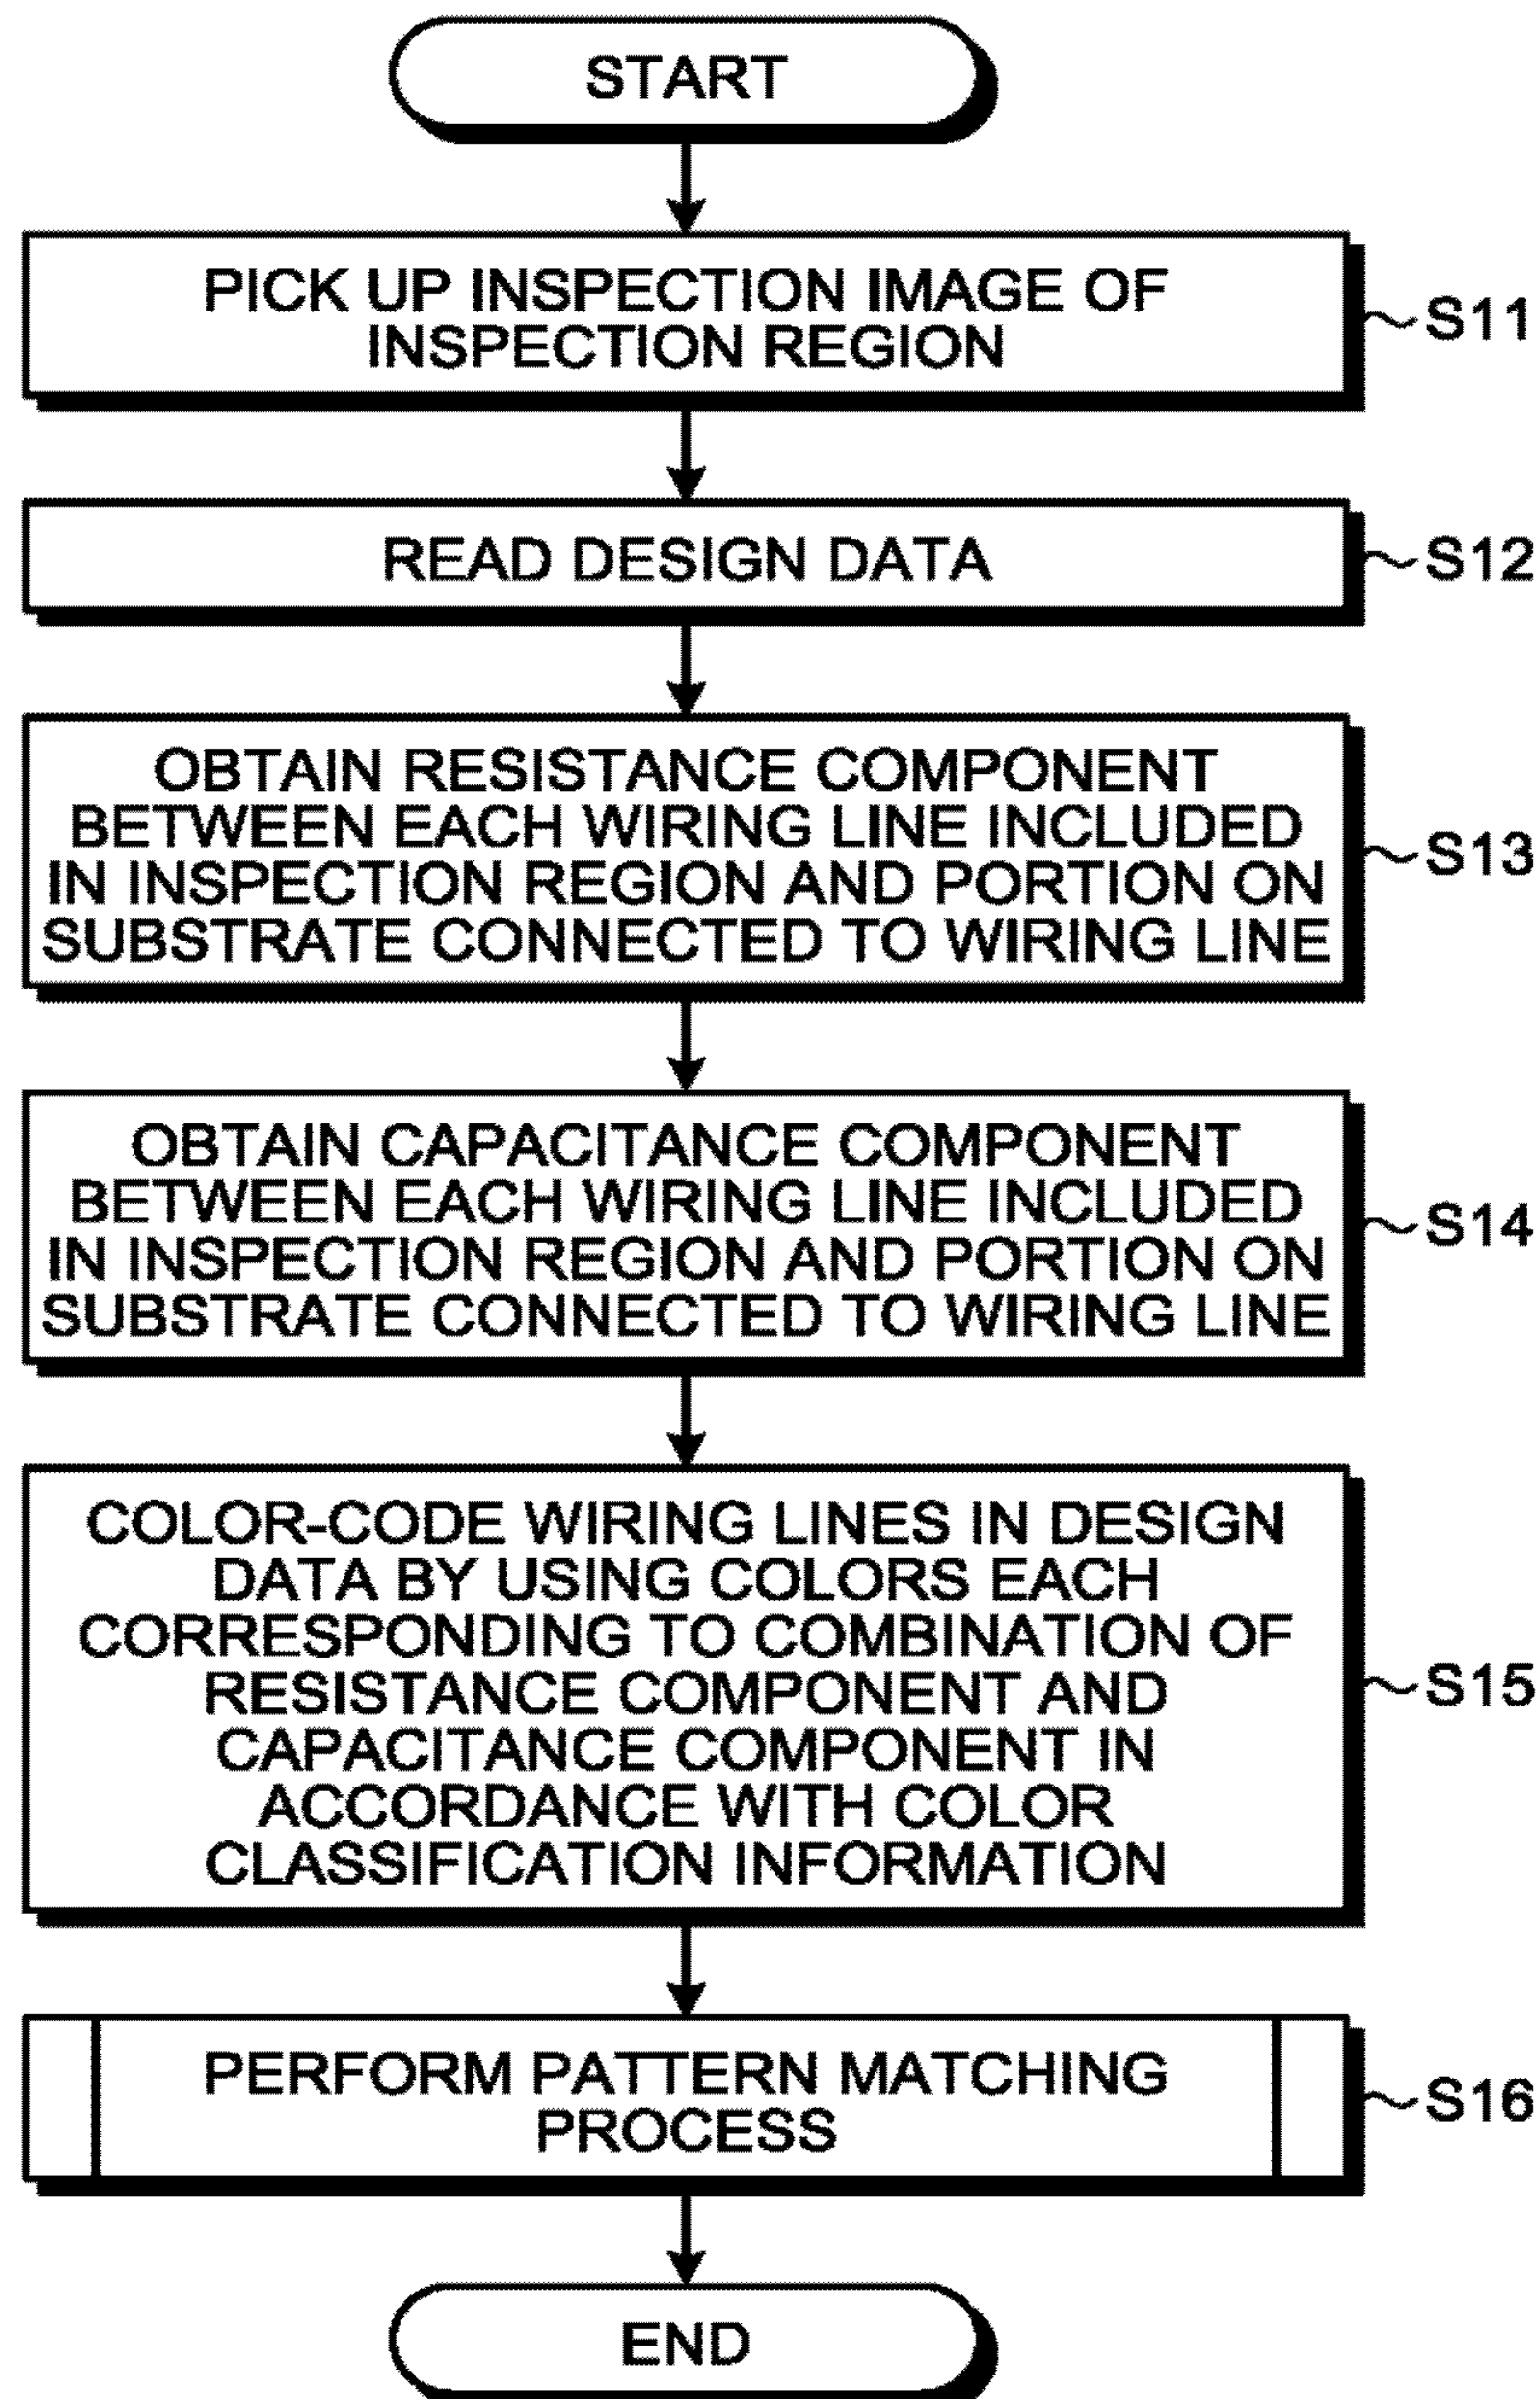 START
PICK UP INSPECTION IMAGE OF
INSPECTION REGION
S11
READ DESIGN DATA
S12
OBTAIN RESISTANCE COMPONENT
BETWEEN EACH WIRING LINE INCLUDED
IN INSPECTION REGION AND PORTION ON
SUBSTRATE CONNECTED TO WIRING LINE
S13
OBTAIN CAPACITANCE COMPONENT
BETWEEN EACH WIRING LINE INCLUDED
IN INSPECTION REGION AND PORTION ON
SUBSTRATE CONNECTED TO WIRING LINE
S14
COLOR-CODE WIRING LINES IN DESIGN
DATA BY USING COLORS EACH
CORRESPONDING TO COMBINATION OF
RESISTANCE COMPONENT AND
CAPACITANCE COMPONENT IN
ACCORDANCE WITH COLOR
CLASSIFICATION INFORMATION
S15
PERFORM PATTERN MATCHING
PROCESS
S16
END